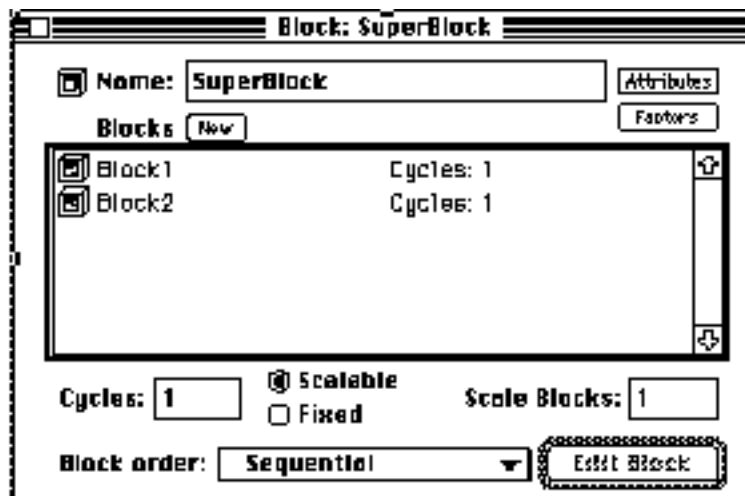 Block: SuperBlock
Name: SuperBlock Attributes
Blocks New Factors
Block1 Cycles: 1
Block2 Cycles: 1
Cycles: 1 Scalable Scale Blocks: 1
Fixed
Block order: Sequential Edit Block